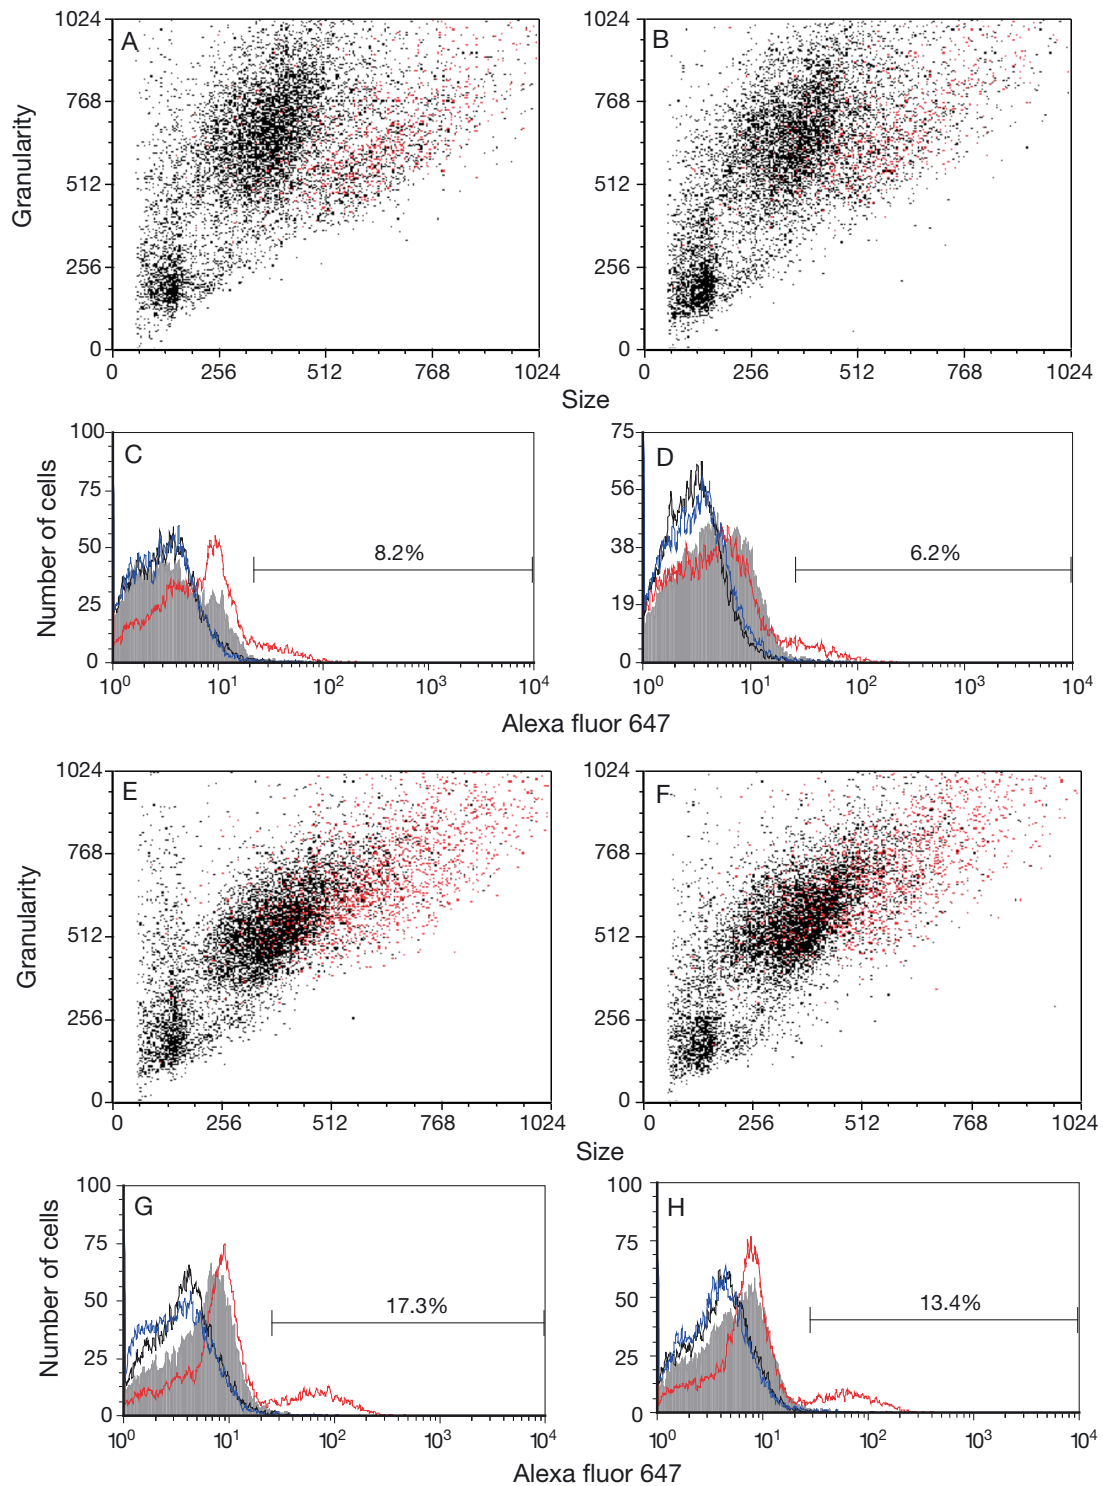 A
B
1024
768
512
256
0
Granularity
0 256 512 768 1024
1024
768
512
256
0
0 256 512 768 1024
Size
C
D
100
75
50
25
0
Number of cells
8.2%
10⁰ 10¹ 10² 10³ 10⁴
75
56
38
19
0
6.2%
10⁰ 10¹ 10² 10³ 10⁴
Alexa fluor 647
E
F
1024
768
512
256
0
Granularity
0 256 512 768 1024
1024
768
512
256
0
0 256 512 768 1024
Size
G
H
100
75
50
25
0
Number of cells
17.3%
10⁰ 10¹ 10² 10³ 10⁴
100
75
50
25
0
13.4%
10⁰ 10¹ 10² 10³ 10⁴
Alexa fluor 647